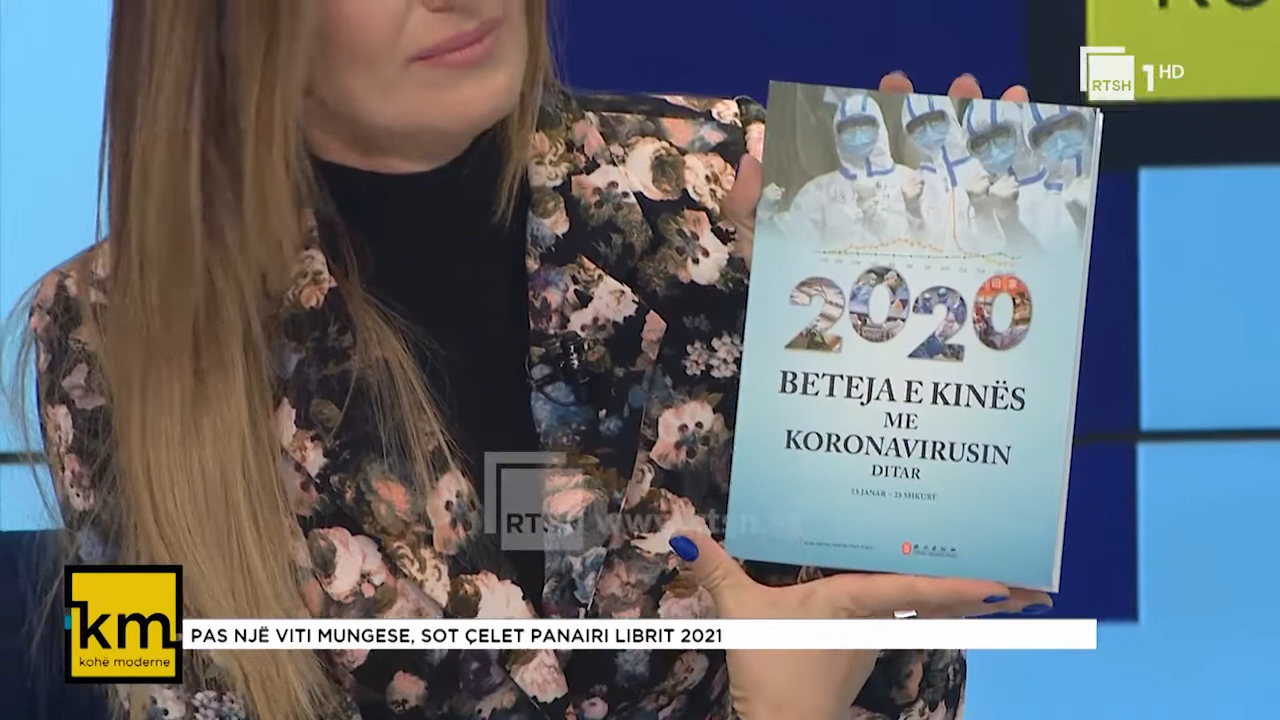 RTSH 1 HD
2020
BETEJA E KINËS
ME
KORONAVIRUSIN
DITAR
23 JANAR - 23 SHKURT
RTSH
km
kohë moderne
PAS NJË VITI MUNGESE, SOT ÇELET PANAIRI LIBRIT 2021